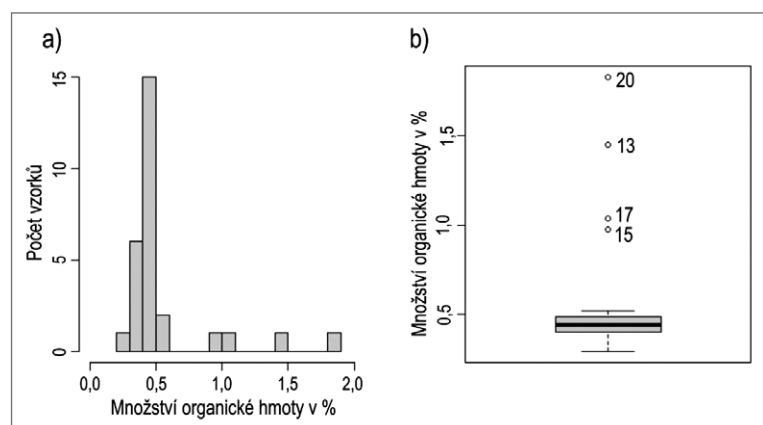 a)
15
10
5
0
Počet vzorků
0,0 0,5 1,0 1,5 2,0
Množství organické hmoty v %
b)
1,5
1,0
0,5
Množství organické hmoty v %
20
13
17
15